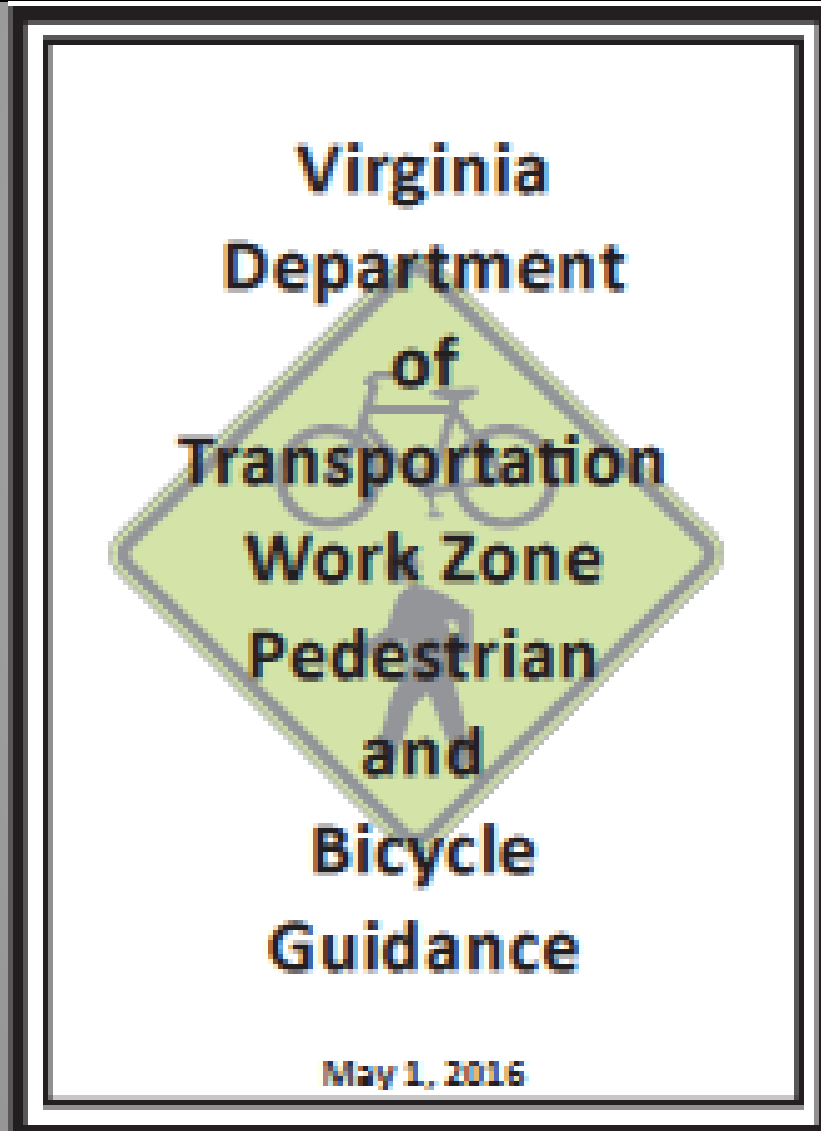 Virginia
Department
of
Transportation
Work Zone
Pedestrian
and
Bicycle
Guidance
May 1, 2016